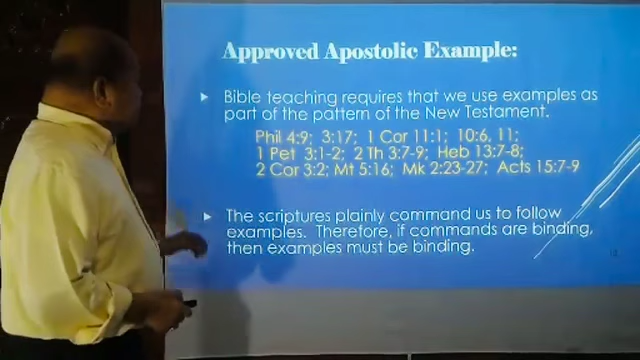 Approved Apostolic Example:
Bible teaching requires that we use examples as
part of the pattern of the New Testament.
Phil 4:9; 3:17; 1 Cor 11:1; 10:6, 11;
1 Pet 3:1-2; 2 Th 3:7-9; Heb 13:7-8;
2 Cor 3:2; Mt 5:16; Mk 2:23-27; Acts 15:7-9
The scriptures plainly command us to follow
examples. Therefore, if commands are binding,
then examples must be binding.